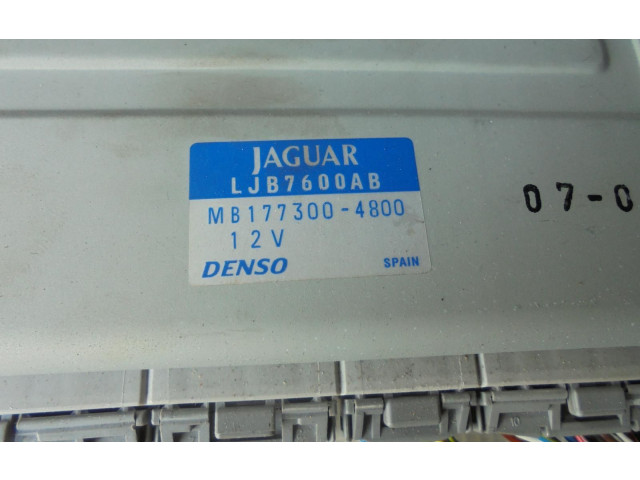 JAGUAR
LJB7600AB
MB177300-4800
12V
DENSO SPAIN
07-0